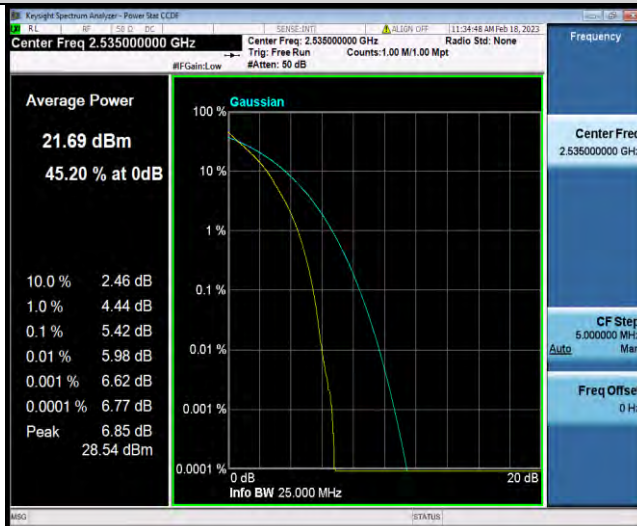 Keysight Spectrum Analyzer - Power Stat CCDF
RL RF 50 Ω DC SENSE:INT ALIGN OFF 11:34:48 AM Feb 18, 2023
Center Freq 2.535000000 GHz
Center Freq: 2.535000000 GHz Radio Std: None
Trig: Free Run Counts:1.00 M/1.00 Mpt
#IFGain:Low #Atten: 50 dB
Frequency
Average Power
21.69 dBm
45.20 % at 0dB
10.0 % 2.46 dB
1.0 % 4.44 dB
0.1 % 5.42 dB
0.01 % 5.98 dB
0.001 % 6.62 dB
0.0001 % 6.77 dB
Peak 6.85 dB
28.54 dBm
Gaussian
100 %
10 %
1 %
0.1 %
0.01 %
0.001 %
0.0001 %
0 dB 20 dB
Info BW 25.000 MHz
Center Freq
2.535000000 GHz
CF Step
5.000000 MHz
Auto Man
Freq Offset
0 Hz
MSG STATUS